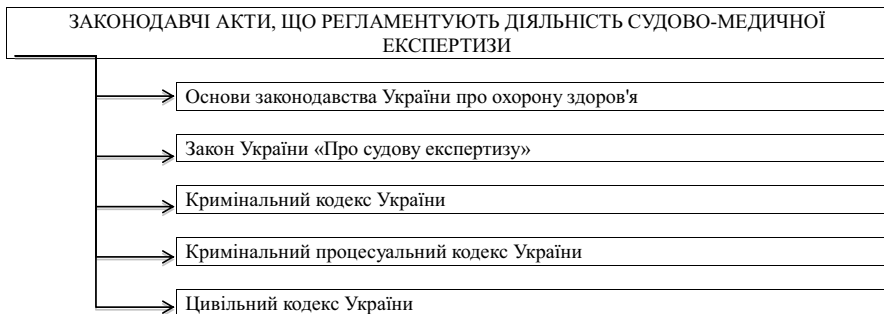 ЗАКОНОДАВЧІ АКТИ, ЩО РЕГЛАМЕНТУЮТЬ ДІЯЛЬНІСТЬ СУДОВО-МЕДИЧНОЇ
ЕКСПЕРТИЗИ
Основи законодавства України про охорону здоров'я
Закон України «Про судову експертизу»
Кримінальний кодекс України
Кримінальний процесуальний кодекс України
Цивільний кодекс України